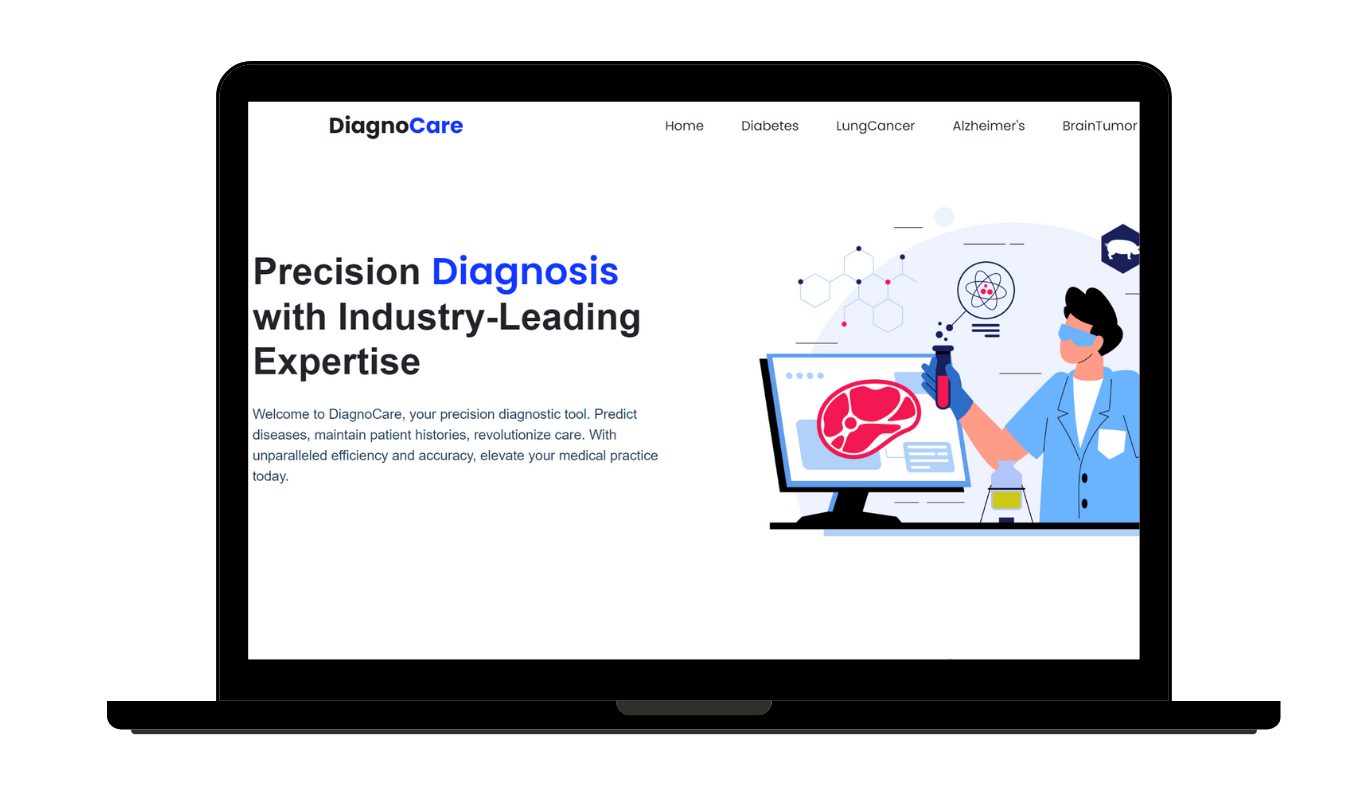 DiagnoCare
Home Diabetes LungCancer Alzheimer's BrainTumor
Precision Diagnosis
with Industry-Leading
Expertise
Welcome to DiagnoCare, your precision diagnostic tool. Predict
diseases, maintain patient histories, revolutionize care. With
unparalleled efficiency and accuracy, elevate your medical practice
today.